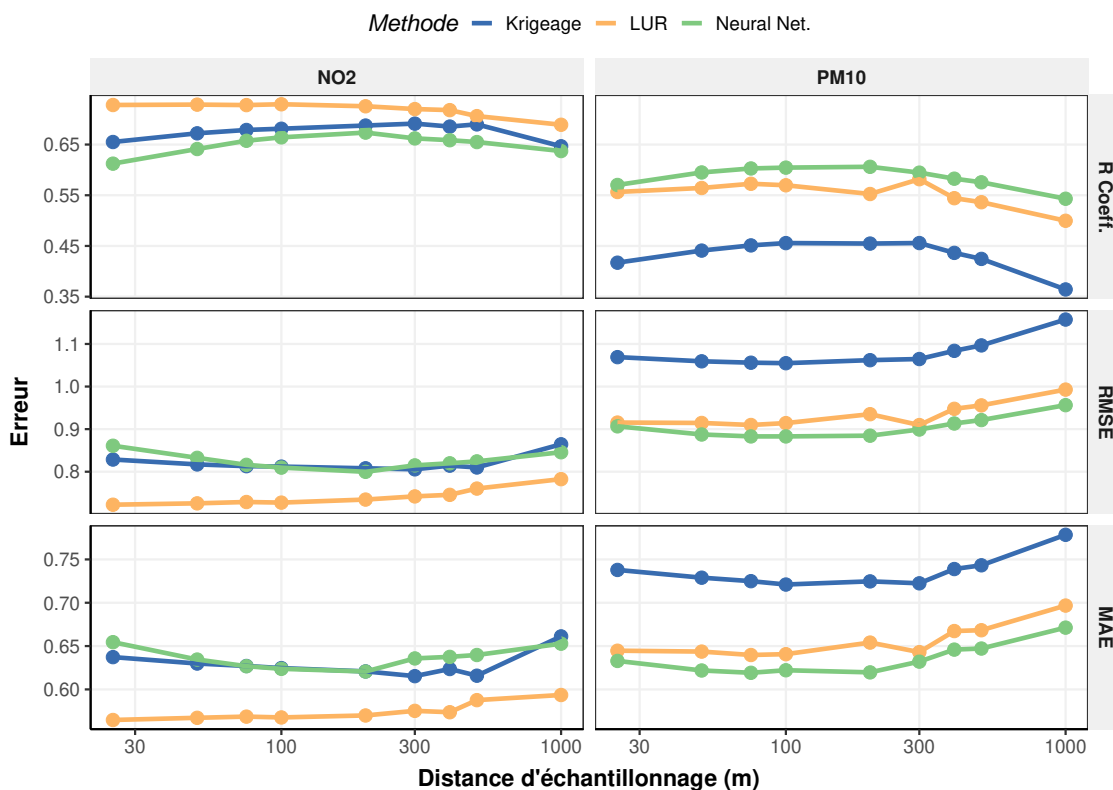 Methode Krigeage LUR Neural Net.
NO2 PM10
0.65
0.55
0.45
0.35
R Coeff.
1.1
1.0
0.9
0.8
RMSE
Erreur
0.75
0.70
0.65
0.60
MAE
30 100 300 1000 30 100 300 1000
Distance d'échantillonnage (m)